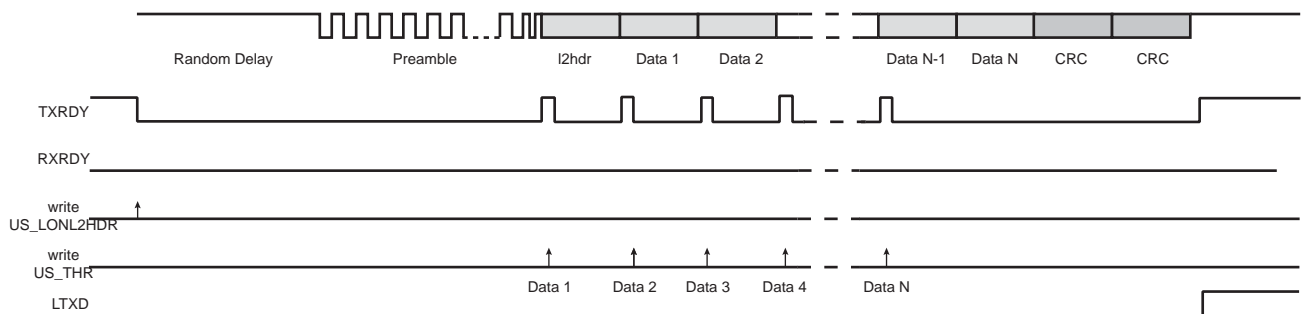 Random Delay Preamble l2hdr Data 1 Data 2 Data N-1 Data N CRC CRC
TXRDY
RXRDY
write
US_LONL2HDR
write
US_THR
Data 1 Data 2 Data 3 Data 4 Data N
LTXD